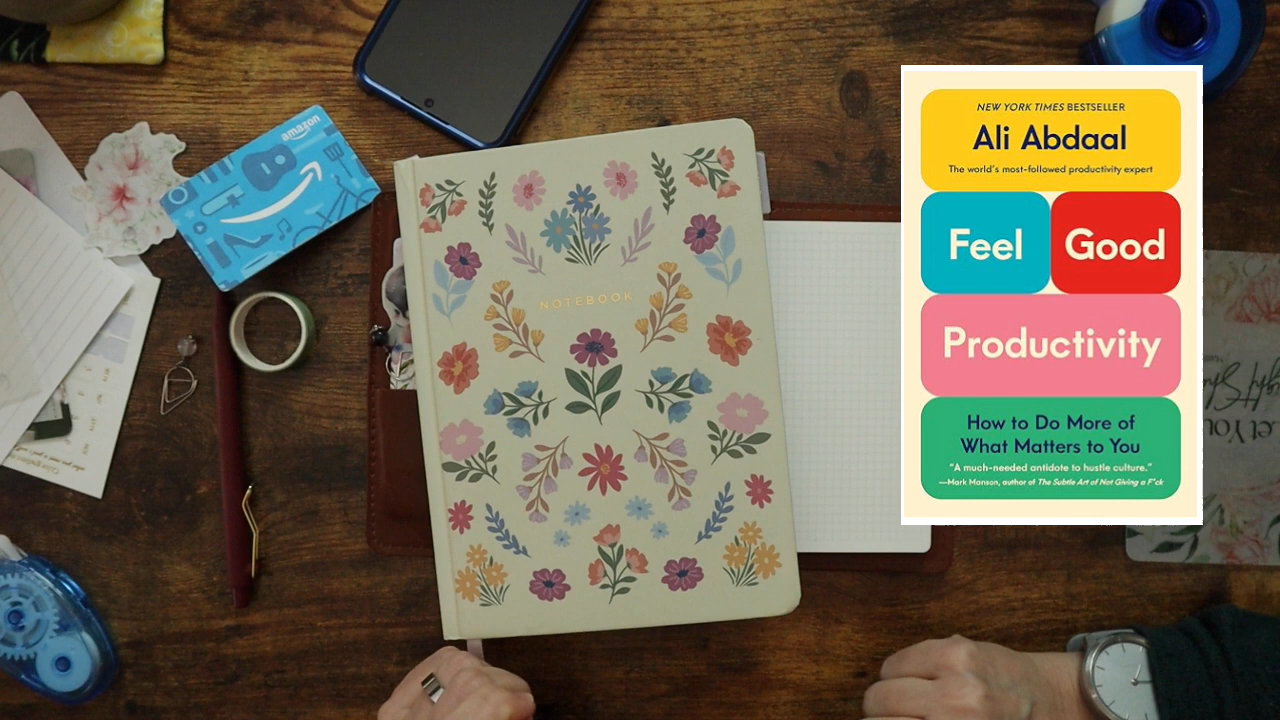 amazon
NOTEBOOK
NEW YORK TIMES BESTSELLER
Ali Abdaal
The world's most-followed productivity expert
Feel Good
Productivity
How to Do More of
What Matters to You
"A much-needed antidote to hustle culture."
—Mark Manson, author of The Subtle Art of Not Giving a F*ck